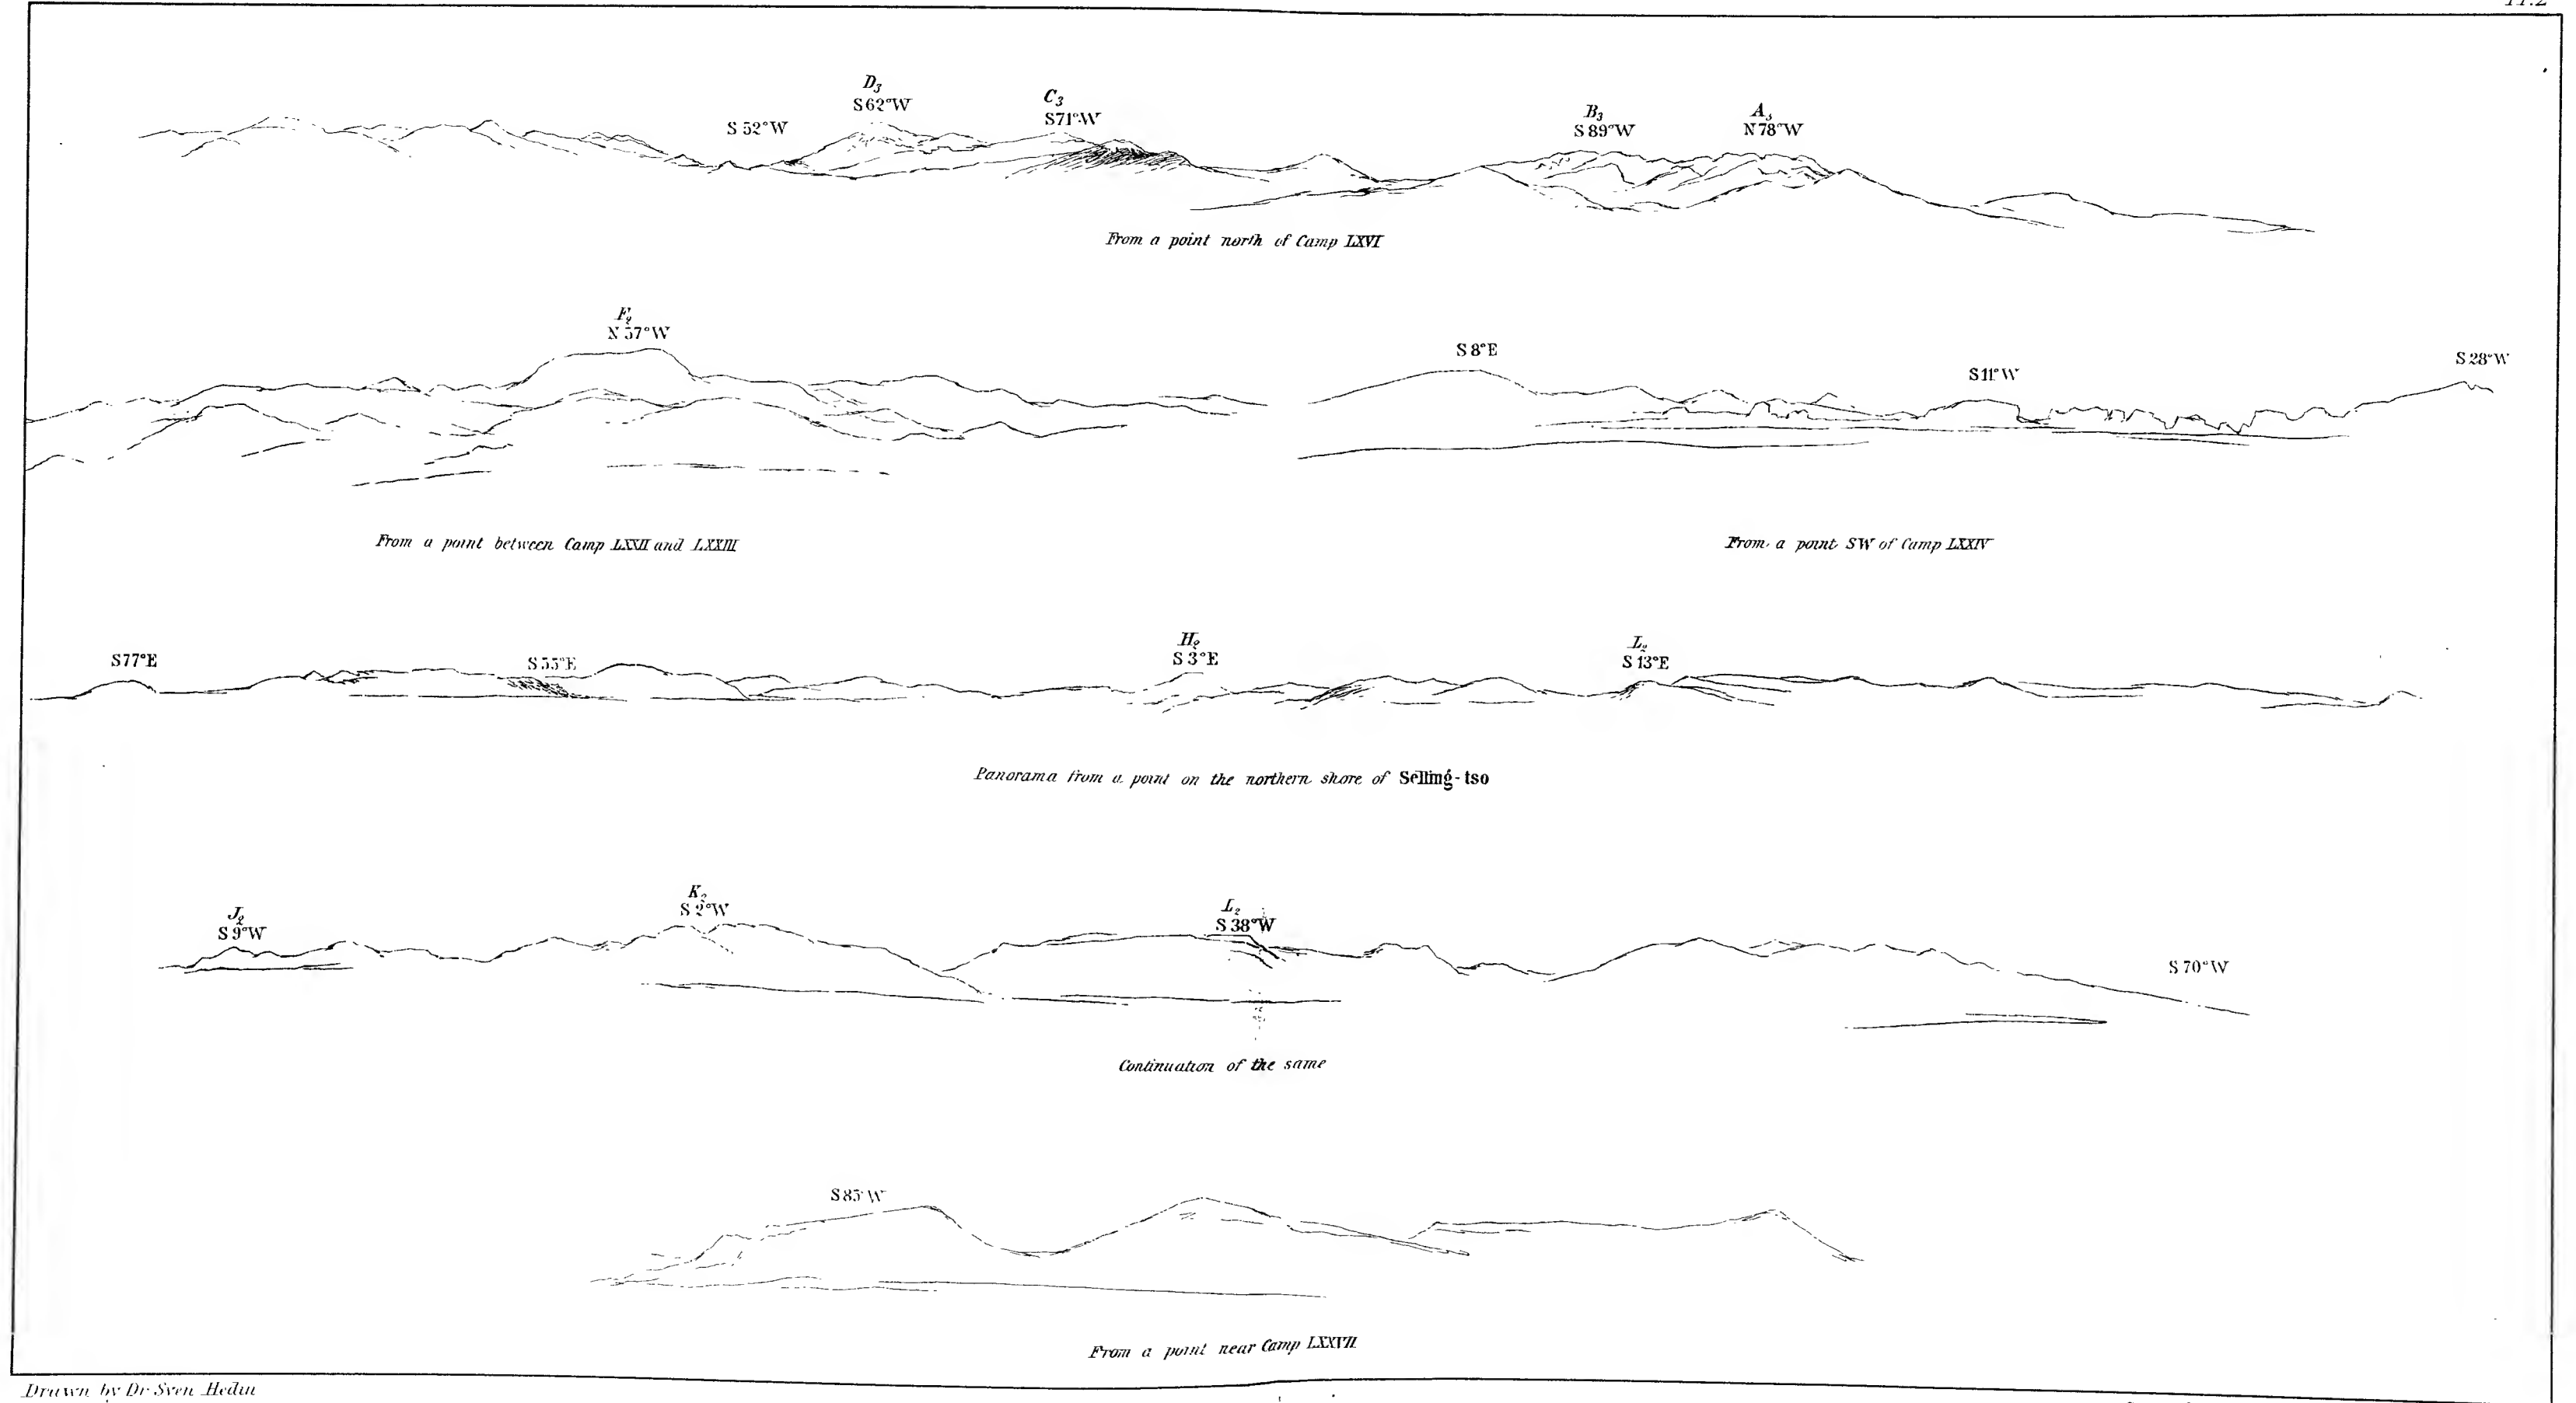 D₃
S 62° W
C₃
S 71° W
S 52° W
B₃
S 89° W
A₃
N 78° W
From a point north of Camp LXVI
F₂
N 57° W
S 8° E
S 11° W
S 28° W
From a point between Camp LXXII and LXXIII
From a point SW of Camp LXXIV
S 77° E
S 55° E
H₂
S 3° E
S 13° E
Panorama from a point on the northern shore of Selling-tso
J₂
S 9° W
K₂
S 2° W
L₂
S 38° W
S 70° W
Continuation of the same
S 85° W
From a point near Camp LXXVII
Drawn by Dr Sven Hedin